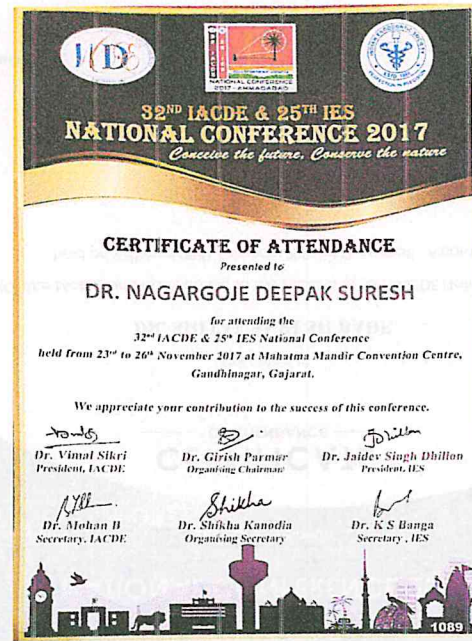 NATIONAL CONFERENCE
2017 - AHMADABAD
32ND IACDE & 25TH IES
NATIONAL CONFERENCE 2017
Conceive the future, Conserve the nature
CERTIFICATE OF ATTENDANCE
Presented to
DR. NAGARGOJE DEEPAK SURESH
for attending the
32nd IACDE & 25th IES National Conference
held from 23rd to 26th November 2017 at Mahatma Mandir Convention Centre,
Gandhinagar, Gujarat.
We appreciate your contribution to the success of this conference.
Dr. Vimal Sikri Dr. Girish Parmar Dr. Jaidev Singh Dhillon
President, IACDE Organising Chairman President, IES
Shikha
Dr. Mohan B Dr. Shikha Kanodia Dr. K S Banga
Secretary, IACDE Organising Secretary Secretary , IES
1089